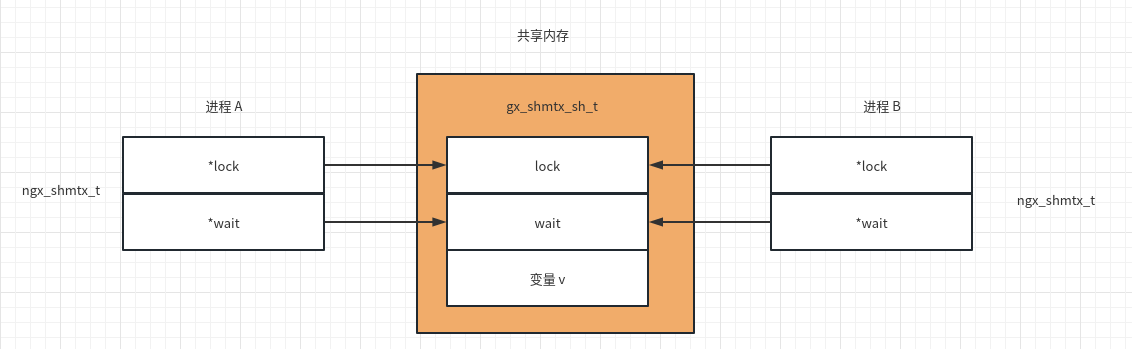 共享内存
进程 A
gx_shmtx_sh_t
进程 B
*lock
lock
*lock
ngx_shmtx_t
ngx_shmtx_t
*wait
wait
*wait
变量 v